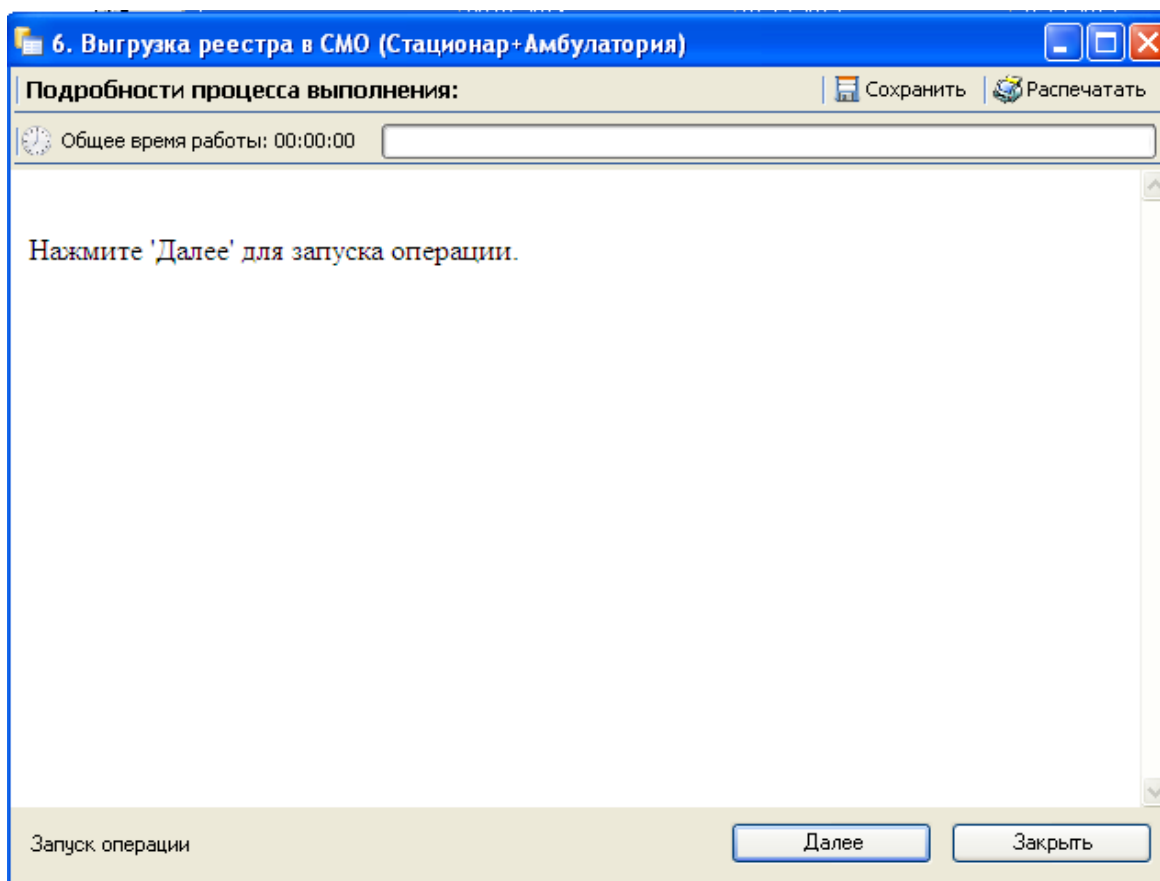 6. Выгрузка реестра в СМО (Стационар+Амбулатория)
Подробности процесса выполнения: Сохранить Распечатать
Общее время работы: 00:00:00
Нажмите 'Далее' для запуска операции.
Запуск операции Далее Закрыть